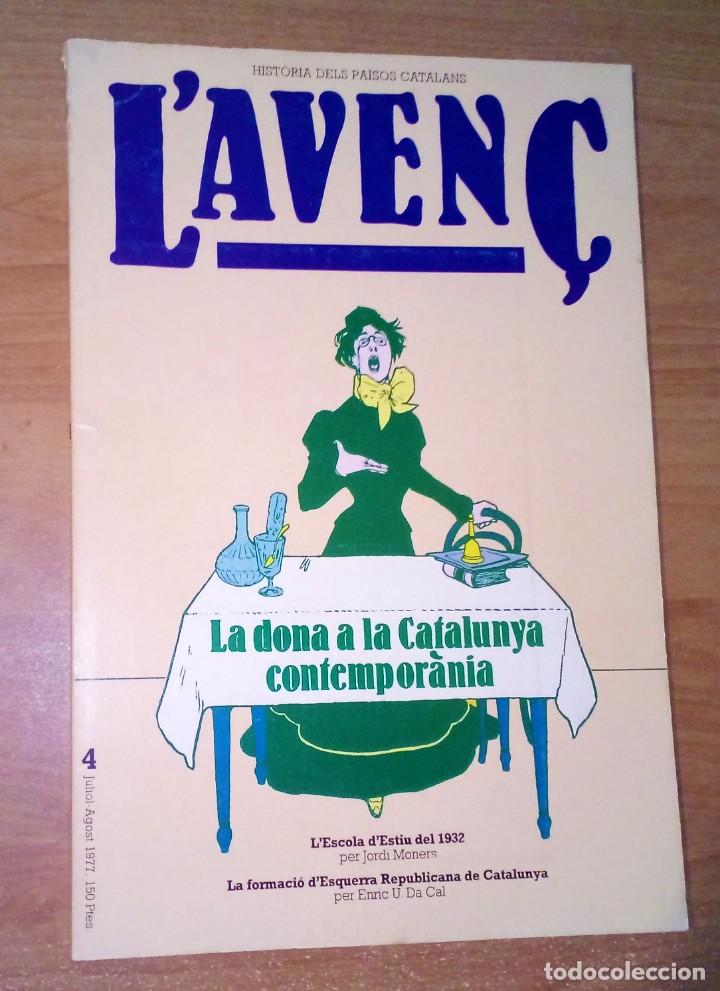 HISTÒRIA DELS PAÏSOS CATALANS
L'AVENÇ
La dona a la Catalunya
contemporània
4
Juliol-Agost 1977, 150 Ptes.
L'Escola d'Estiu del 1932
per Jordi Moners
La formació d'Esquerra Republicana de Catalunya
per Enric U. Da Cal
todocoleccion